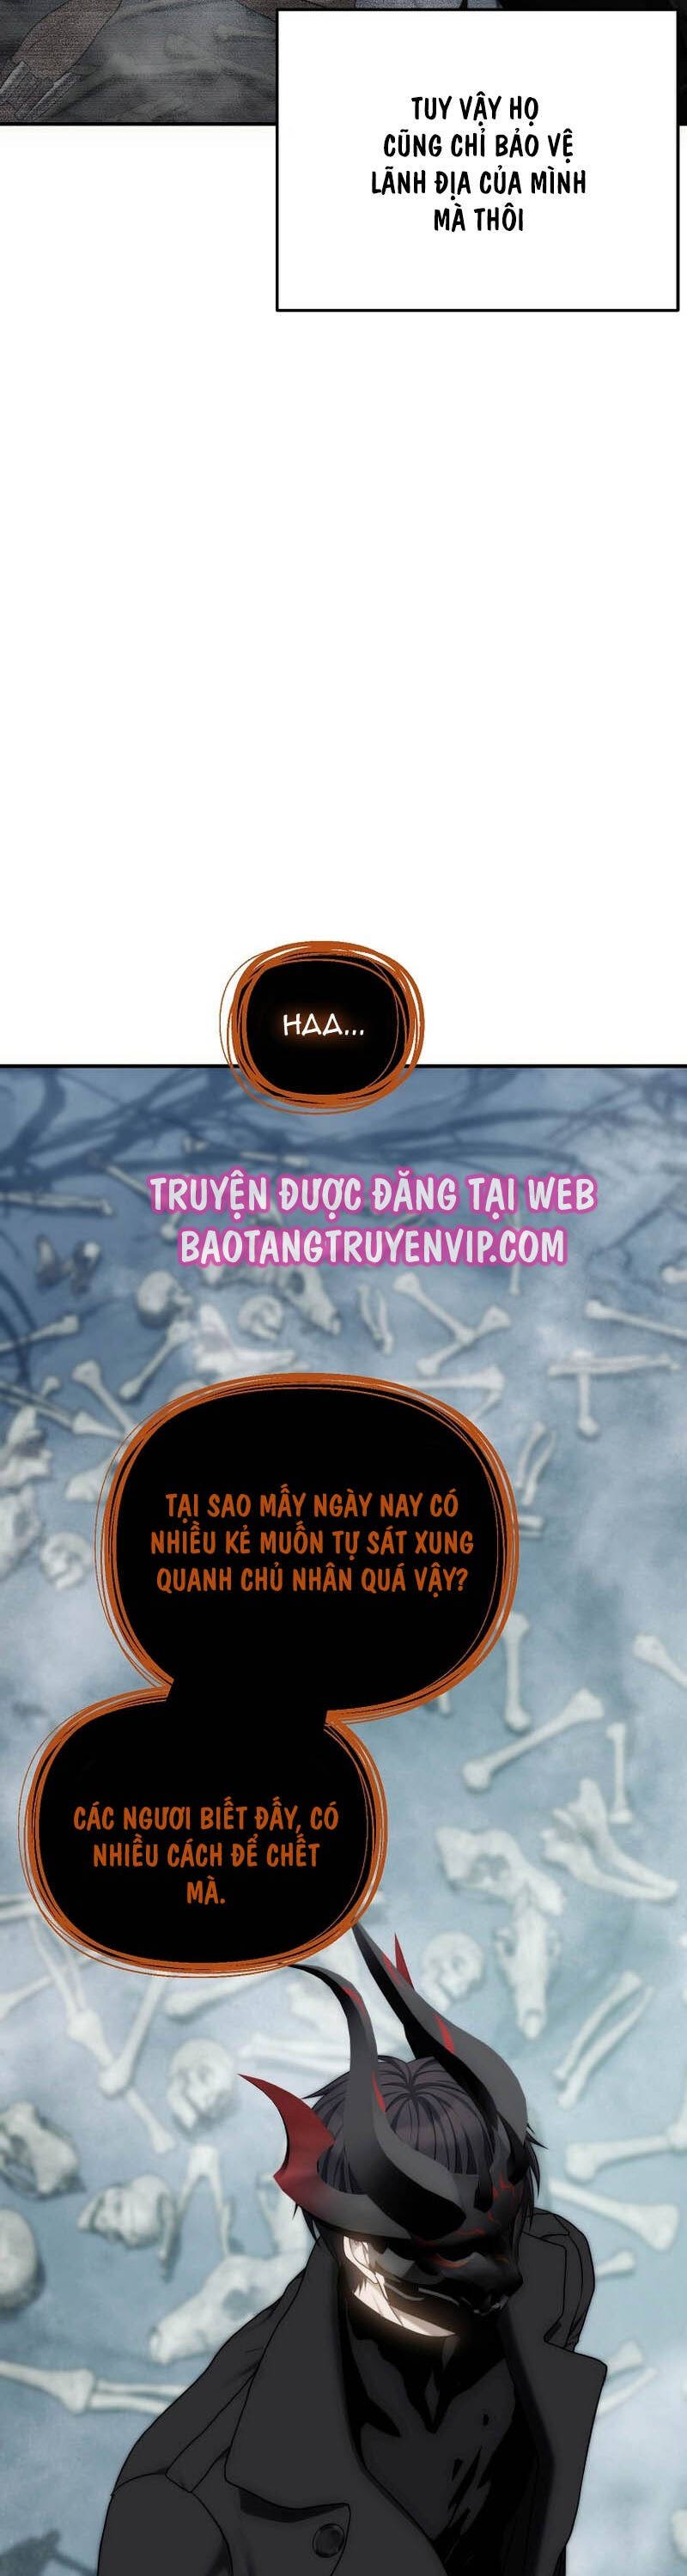 TUY VẬY HỌ
CŨNG CHỈ BẢO VỆ
LÃNH ĐỊA CỦA MÌNH
MÀ THÔI
HAA...
TRUYỆN ĐƯỢC ĐĂNG TẠI WEB
BAOTANGTRUYENVIP.COM
TẠI SAO MẤY NGÀY NAY CÓ
NHIỀU KẺ MUỐN TỰ SÁT XUNG
QUANH CHỦ NHÂN QUÁ VẬY?
CÁC NGƯƠI BIẾT ĐẤY, CÓ
NHIỀU CÁCH ĐỂ CHẾT
MÀ.